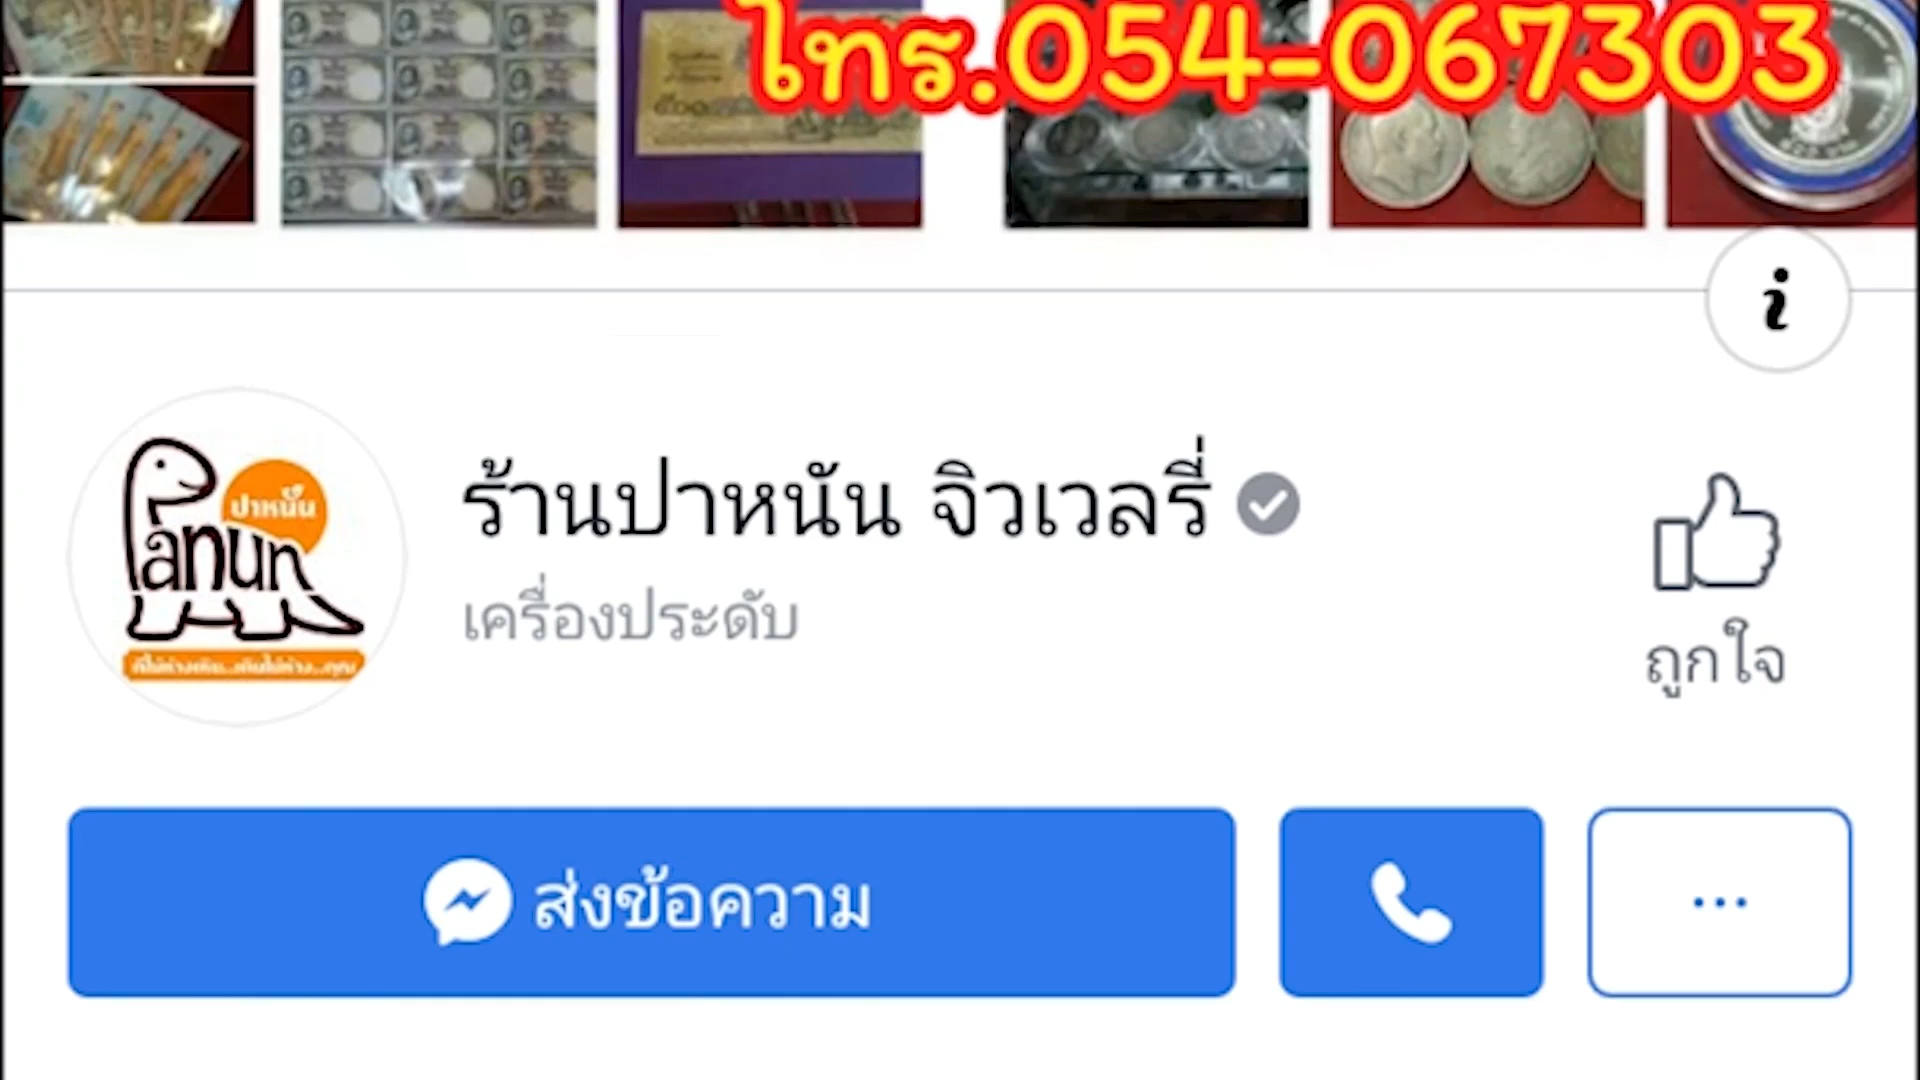 โทร.054-067303
i
ปาหนัน
Panun
ร้านปาหนัน จิวเวลรี่
เครื่องประดับ
ถูกใจ
ส่งข้อความ
...